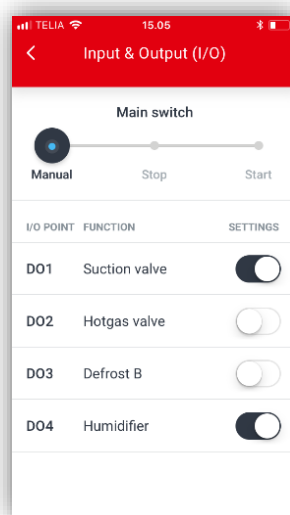 TELIA 15.05
Input & Output (I/O)
Main switch
Manual Stop Start
I/O POINT FUNCTION SETTINGS
DO1 Suction valve
DO2 Hotgas valve
DO3 Defrost B
DO4 Humidifier